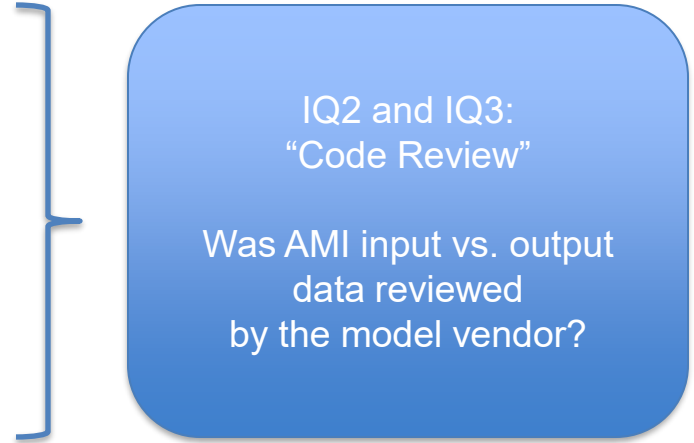 IQ2 and IQ3:
“Code Review”
Was AMI input vs. output
data reviewed
by the model vendor?